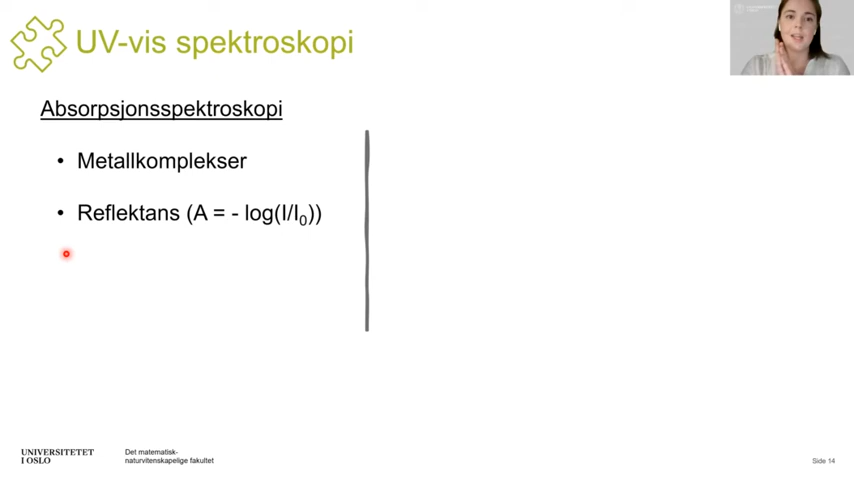 UV-vis spektroskopi
Absorpsjonsspektroskopi
• Metallkomplekser
• Reflektans (A = - log(I/I₀))
UNIVERSITETET
I OSLO
Det matematisk-
naturvitenskapelige fakultet
Side 14